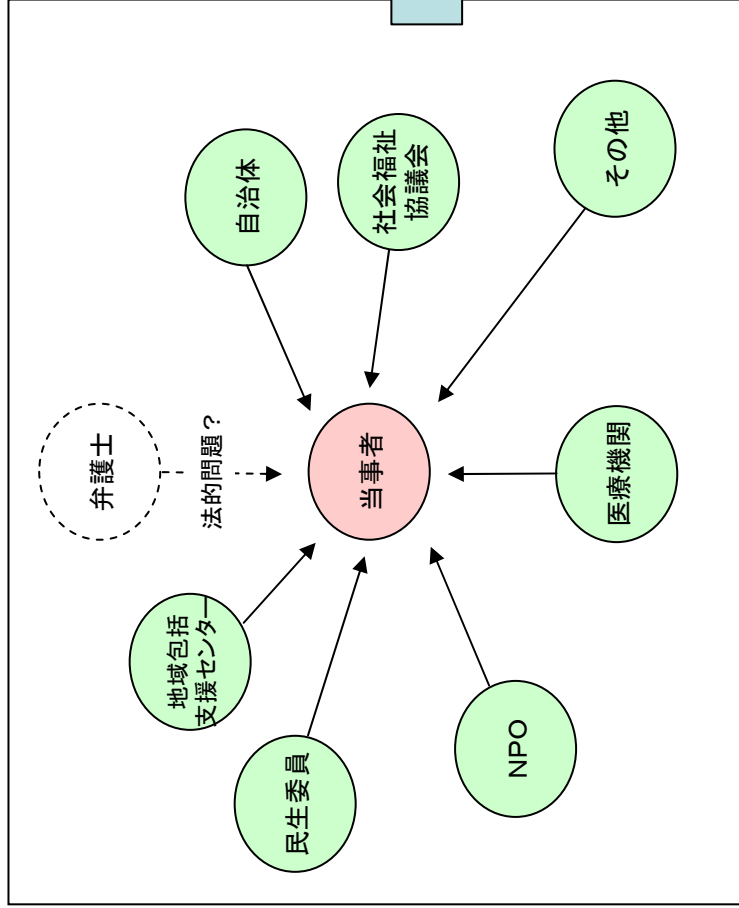 弁護士
法的問題？
自治体
社会福祉
協議会
その他
当事者
医療機関
地域包括
支援センター
民生委員
NPO